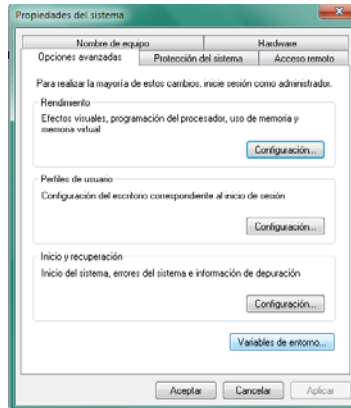 Propiedades del sistema
Nombre de equipo
Hardware
Opciones avanzadas
Protección del sistema
Acceso remoto
Para realizar la mayoría de estos cambios, inicie sesión como administrador.
Rendimiento
Efectos visuales, programación del procesador, uso de memoria y
memoria virtual
Configuración...
Perfiles de usuario
Configuración del escritorio correspondiente al inicio de sesión
Configuración...
Inicio y recuperación
Inicio del sistema, errores del sistema e información de depuración
Configuración...
Variables de entorno...
Aceptar
Cancelar
Aplicar